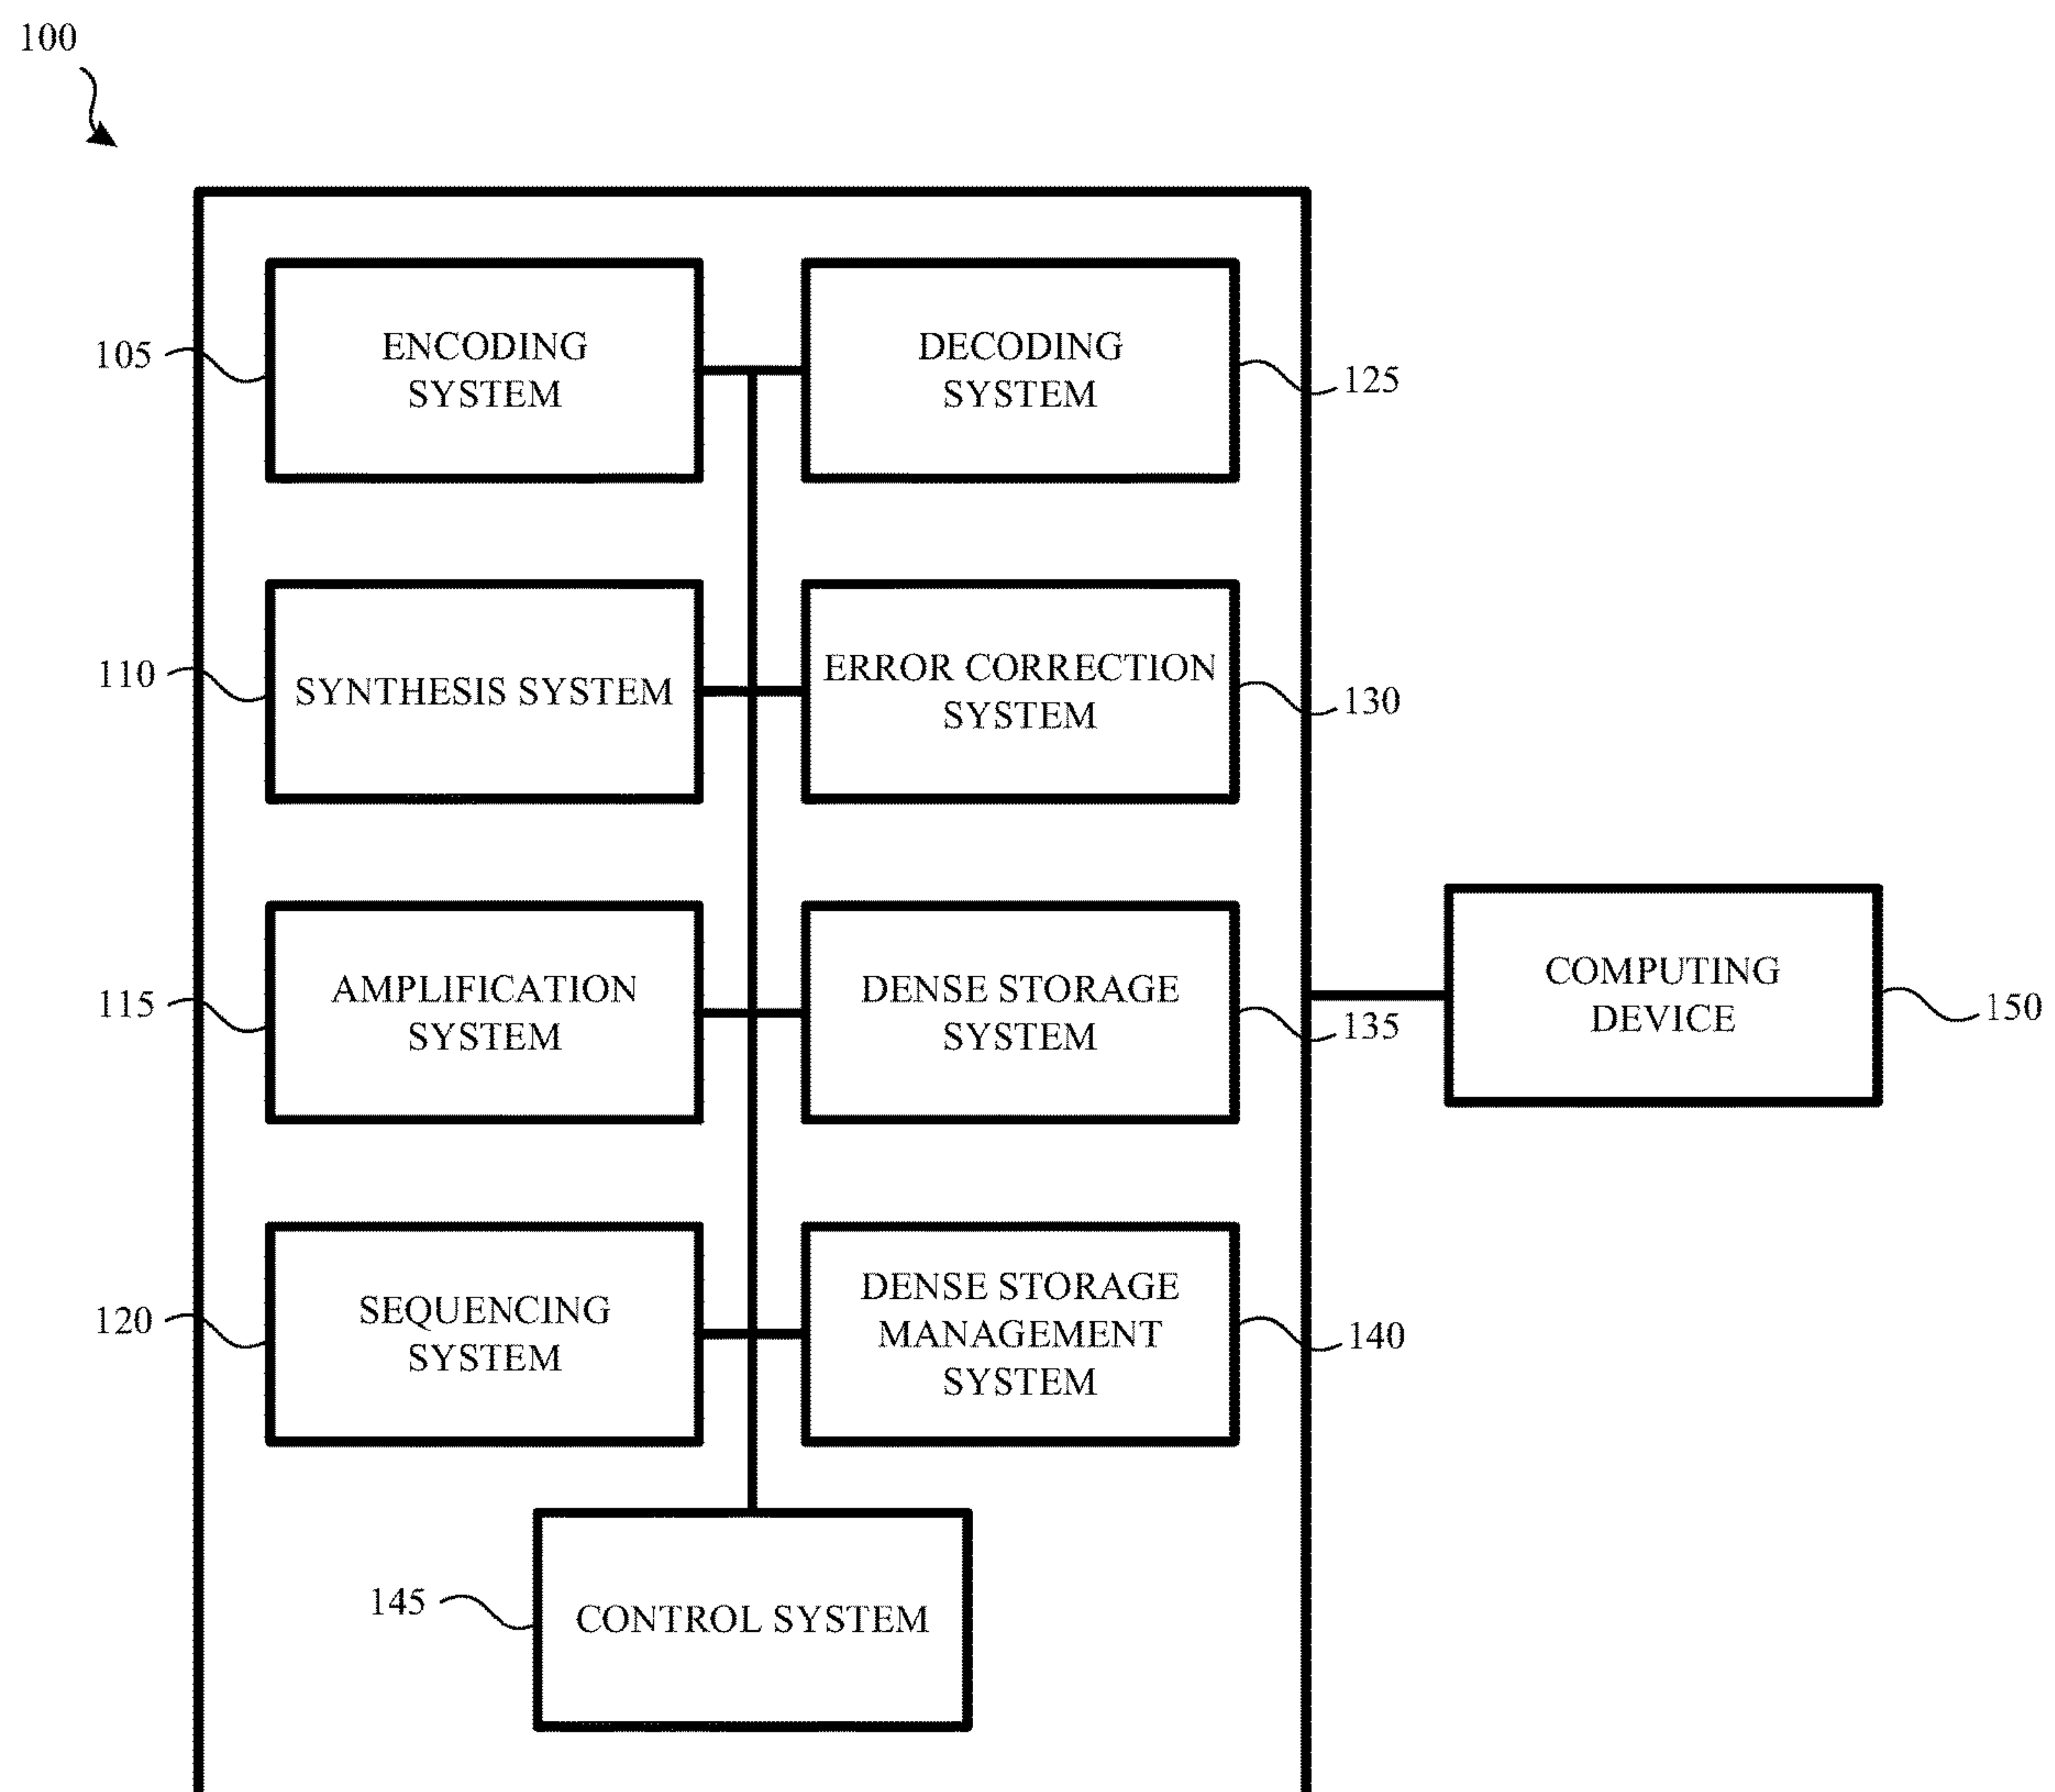 100
105
ENCODING
SYSTEM
DECODING
SYSTEM
125
110
SYNTHESIS SYSTEM
ERROR CORRECTION
SYSTEM
130
115
AMPLIFICATION
SYSTEM
DENSE STORAGE
SYSTEM
135
COMPUTING
DEVICE
150
120
SEQUENCING
SYSTEM
DENSE STORAGE
MANAGEMENT
SYSTEM
140
145
CONTROL SYSTEM